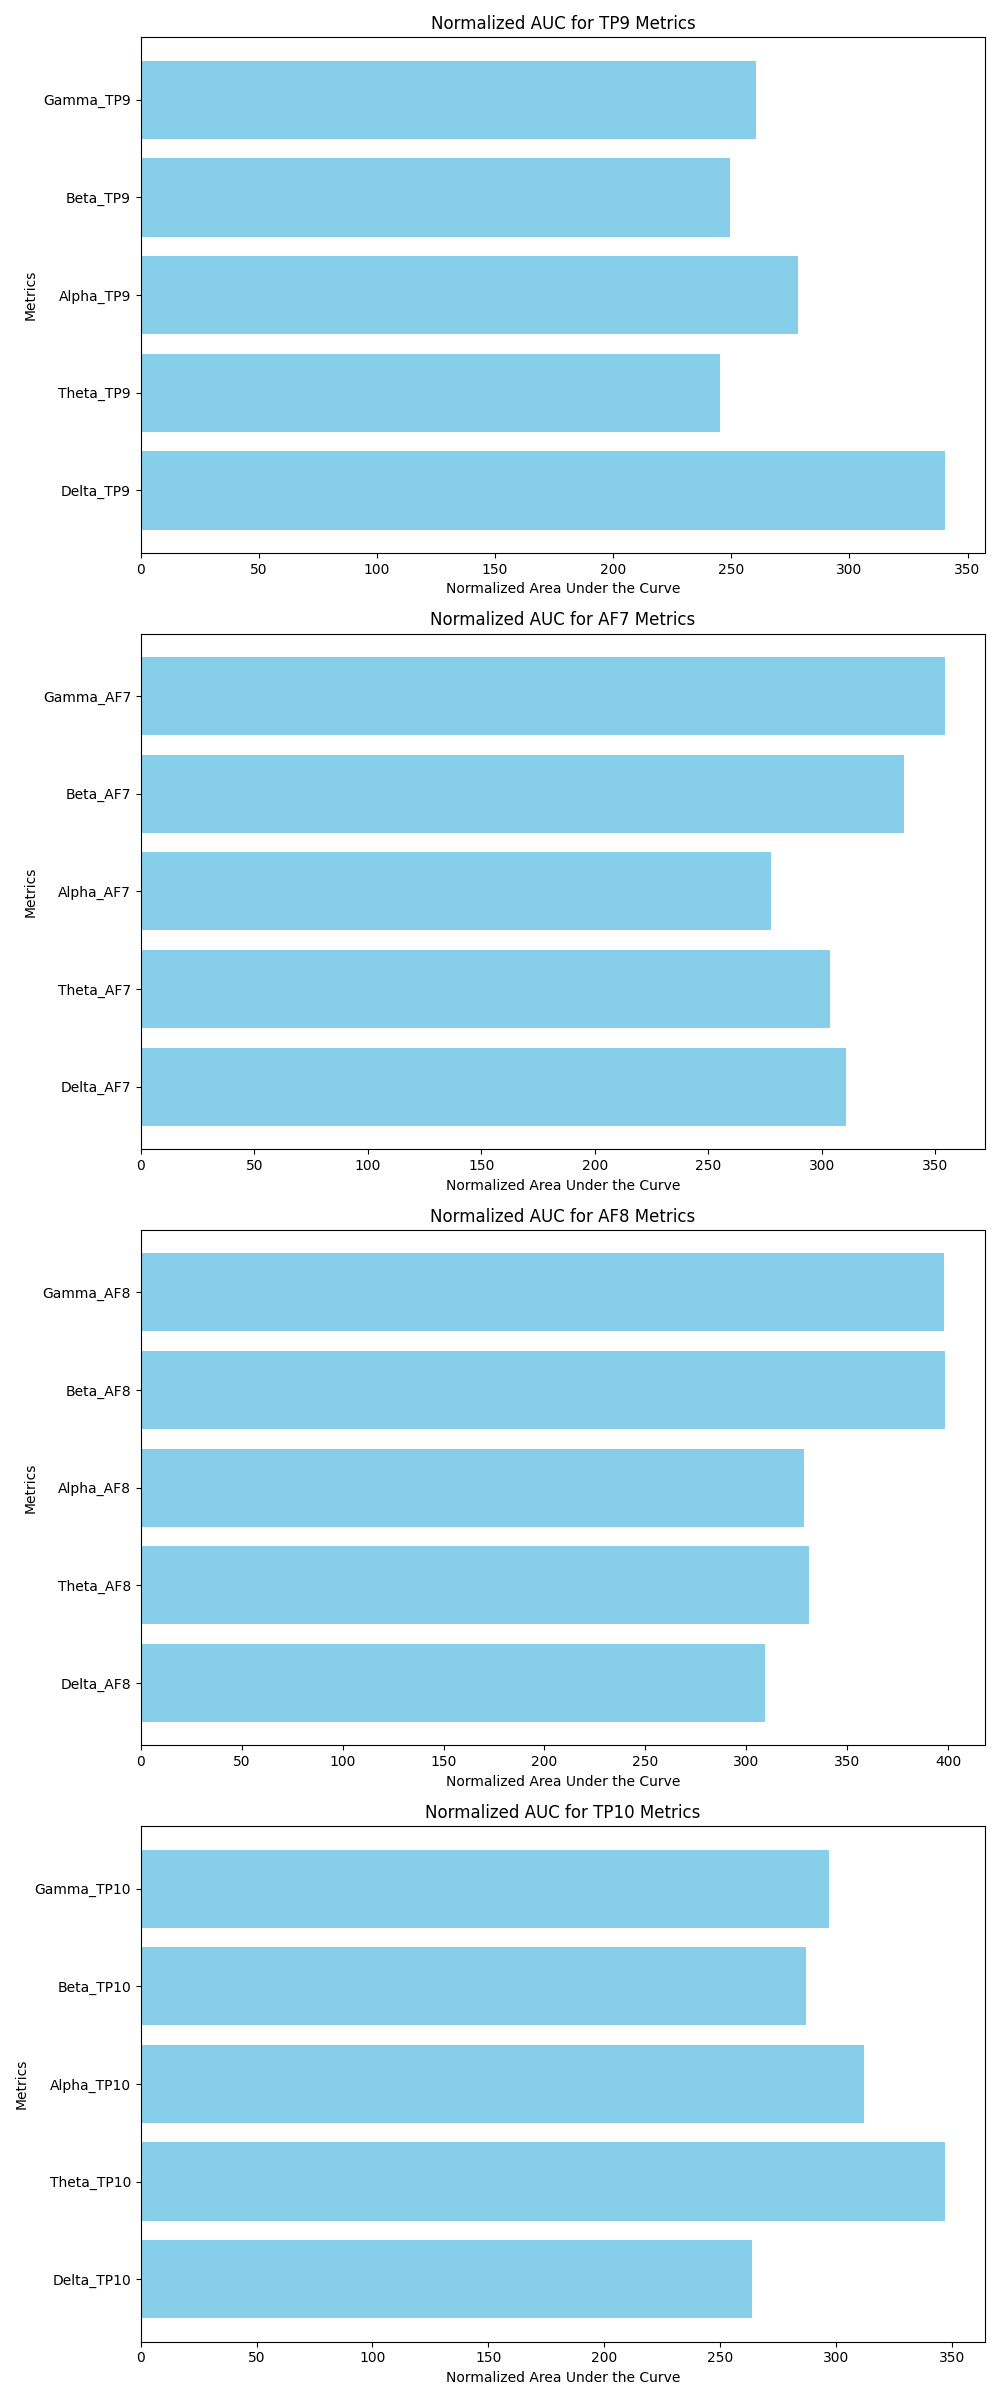 Normalized AUC for TP9 Metrics
Metrics
Gamma_TP9
Beta_TP9
Alpha_TP9
Theta_TP9
Delta_TP9
0 50 100 150 200 250 300 350
Normalized Area Under the Curve
Normalized AUC for AF7 Metrics
Metrics
Gamma_AF7
Beta_AF7
Alpha_AF7
Theta_AF7
Delta_AF7
0 50 100 150 200 250 300 350
Normalized Area Under the Curve
Normalized AUC for AF8 Metrics
Metrics
Gamma_AF8
Beta_AF8
Alpha_AF8
Theta_AF8
Delta_AF8
0 50 100 150 200 250 300 350 400
Normalized Area Under the Curve
Normalized AUC for TP10 Metrics
Metrics
Gamma_TP10
Beta_TP10
Alpha_TP10
Theta_TP10
Delta_TP10
0 50 100 150 200 250 300 350
Normalized Area Under the Curve